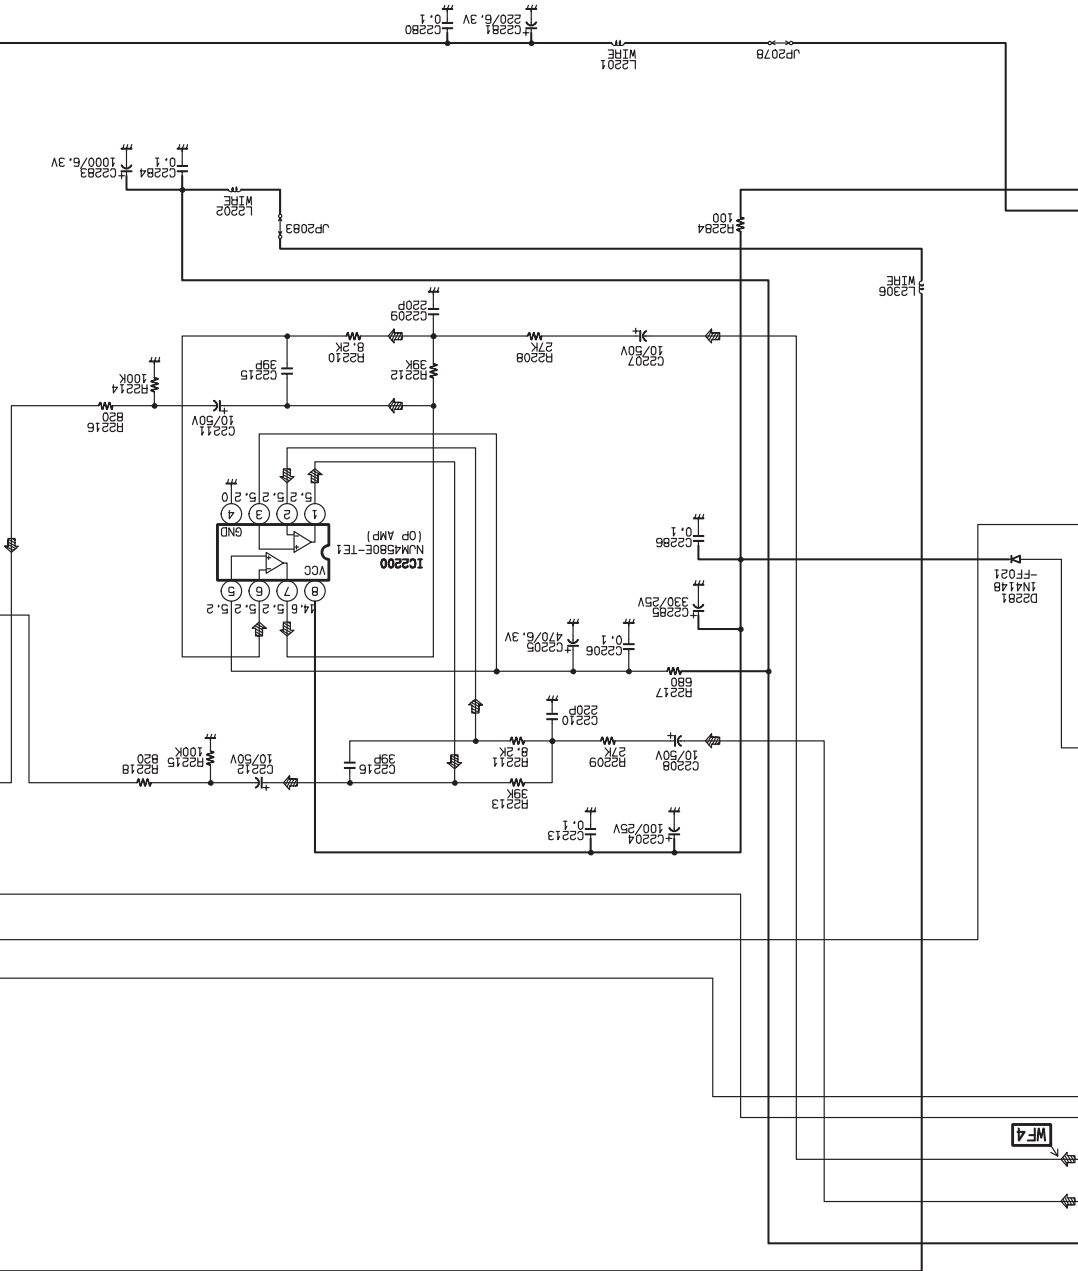 WF4
C2204
100/25V
C2213
0.1
R2213
39K
C2208
10/50V
R2209
27K
R2211
8.2K
C2216
39P
C2212
10/50V
R2215
100K
R2218
820
C2210
220P
R2217
680
C2206
0.1
C2205
470/6.3V
C2285
330/25V
D2281
1N4148
-FF021
C2286
0.1
14.6 5.2 5.2 5.2
8 7 6 5
VCC
IC2200
NJM4580E-TE1
(OP AMP)
GND
1 2 3 4
5.2 5.2 5.2 0
C2211
10/50V
R2216
820
R2214
100K
R2212
39K
C2215
39P
C2207
10/50V
R2208
27K
R2210
8.2K
C2209
220P
L2306
WIRE
R2284
100
JP2083
L2202
WIRE
C2284
0.1
C2283
1000/6.3V
L2201
WIRE
JP2078
C2281
220/6.3V
C2280
0.1